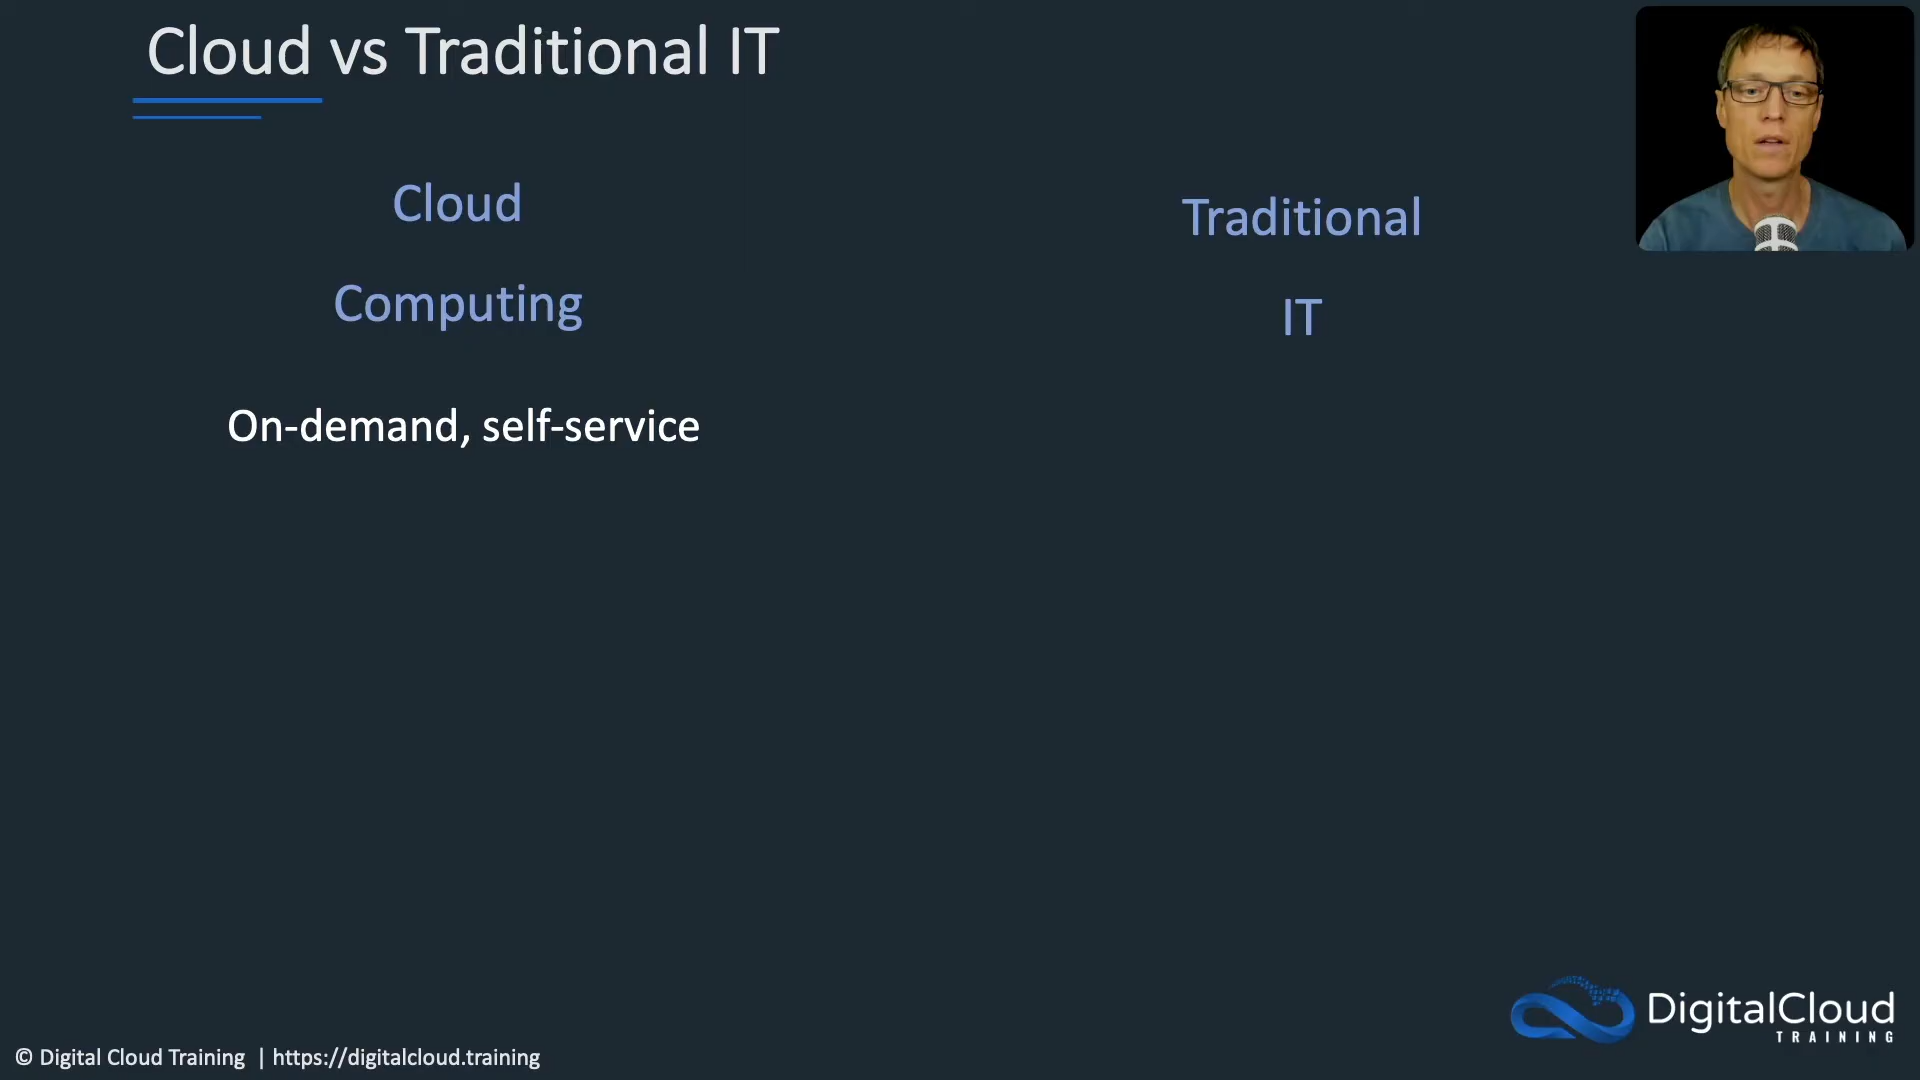 Cloud vs Traditional IT
Cloud
Computing
Traditional
IT
On-demand, self-service
DigitalCloud
TRAINING
© Digital Cloud Training | https://digitalcloud.training